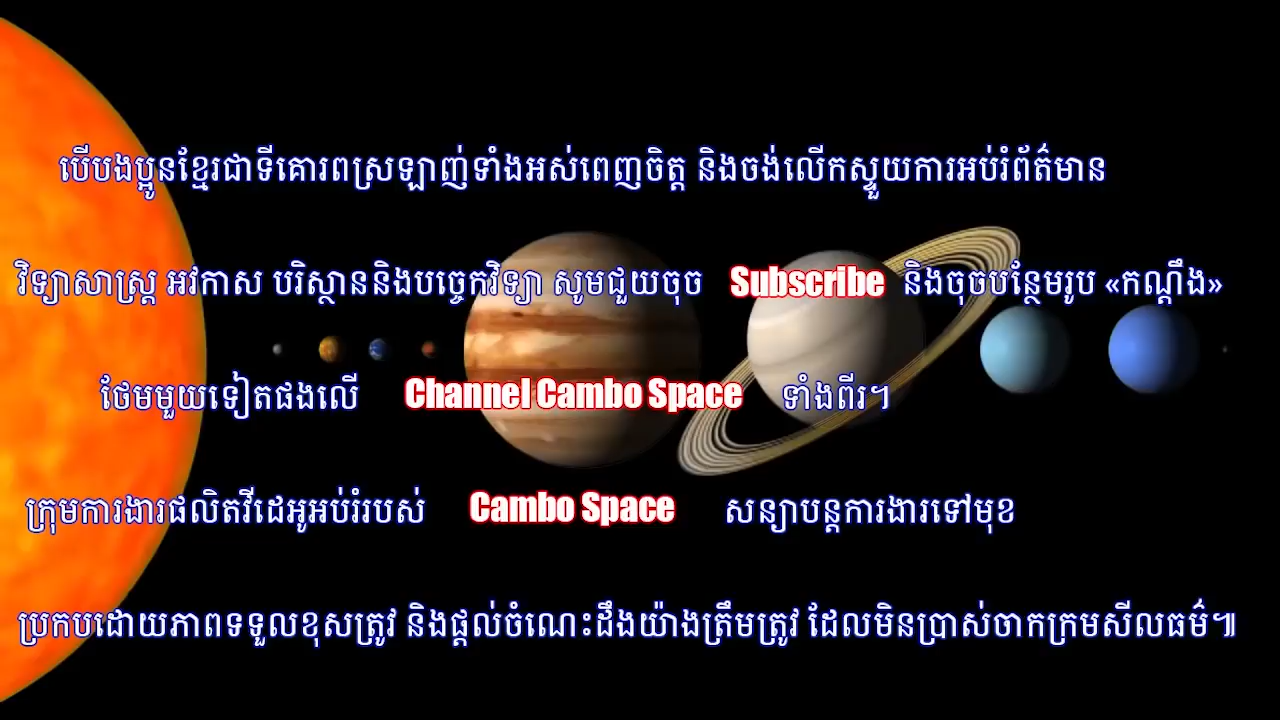 បើបងប្អូនខ្មែរជាទីគោរពស្រឡាញ់ទាំងអស់ពេញចិត្ត និងចង់លើកស្ទួយការអប់រំព័ត៌មាន
វិទ្យាសាស្ត្រ អវកាស បរិស្ថាននិងបច្ចេកវិទ្យា សូមជួយចុច Subscribe និងចុចបន្ថែមរូប «កណ្ដឹង»
ថែមមួយទៀតផងលើ Channel Cambo Space ទាំងពីរ។
ក្រុមការងារផលិតវីដេអូអប់រំរបស់ Cambo Space សន្យាបន្តការងារទៅមុខ
ប្រកបដោយភាពទទួលខុសត្រូវ និងផ្ដល់ចំណេះដឹងយ៉ាងត្រឹមត្រូវ ដែលមិនប្រាស់ចាកក្រមសីលធម៌៕